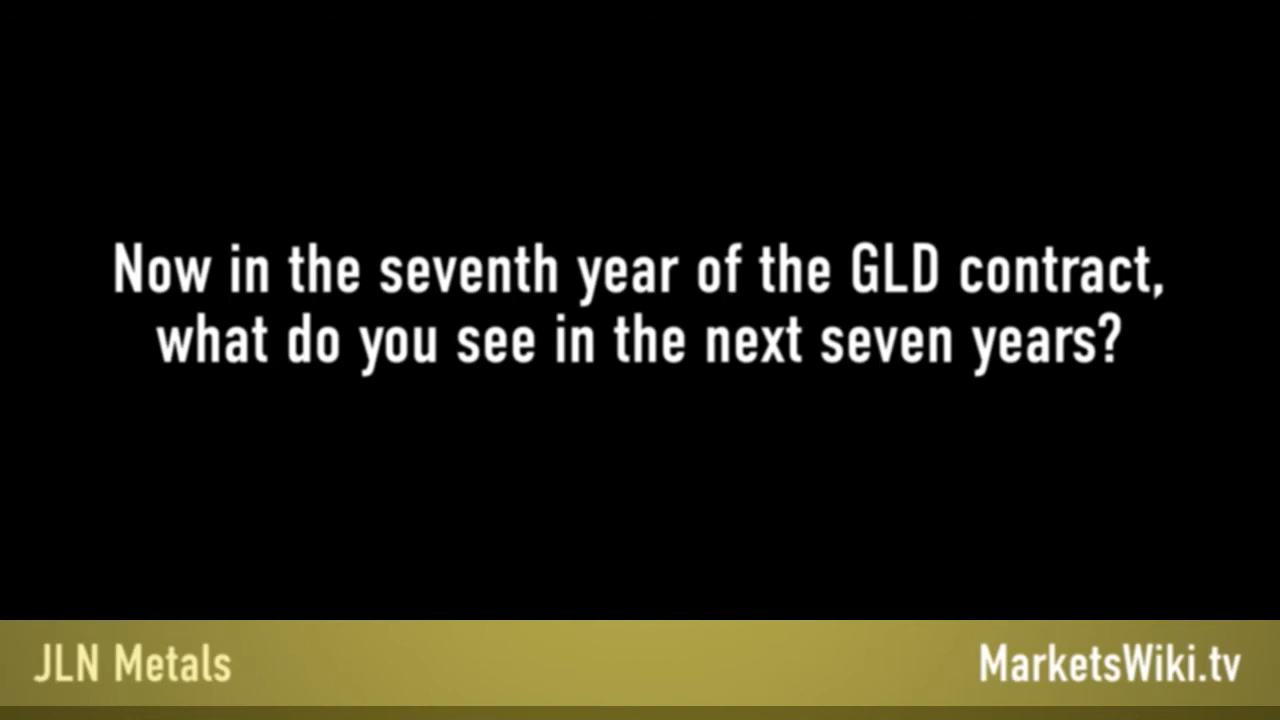 Now in the seventh year of the GLD contract,
what do you see in the next seven years?
JLN Metals
MarketsWiki.tv